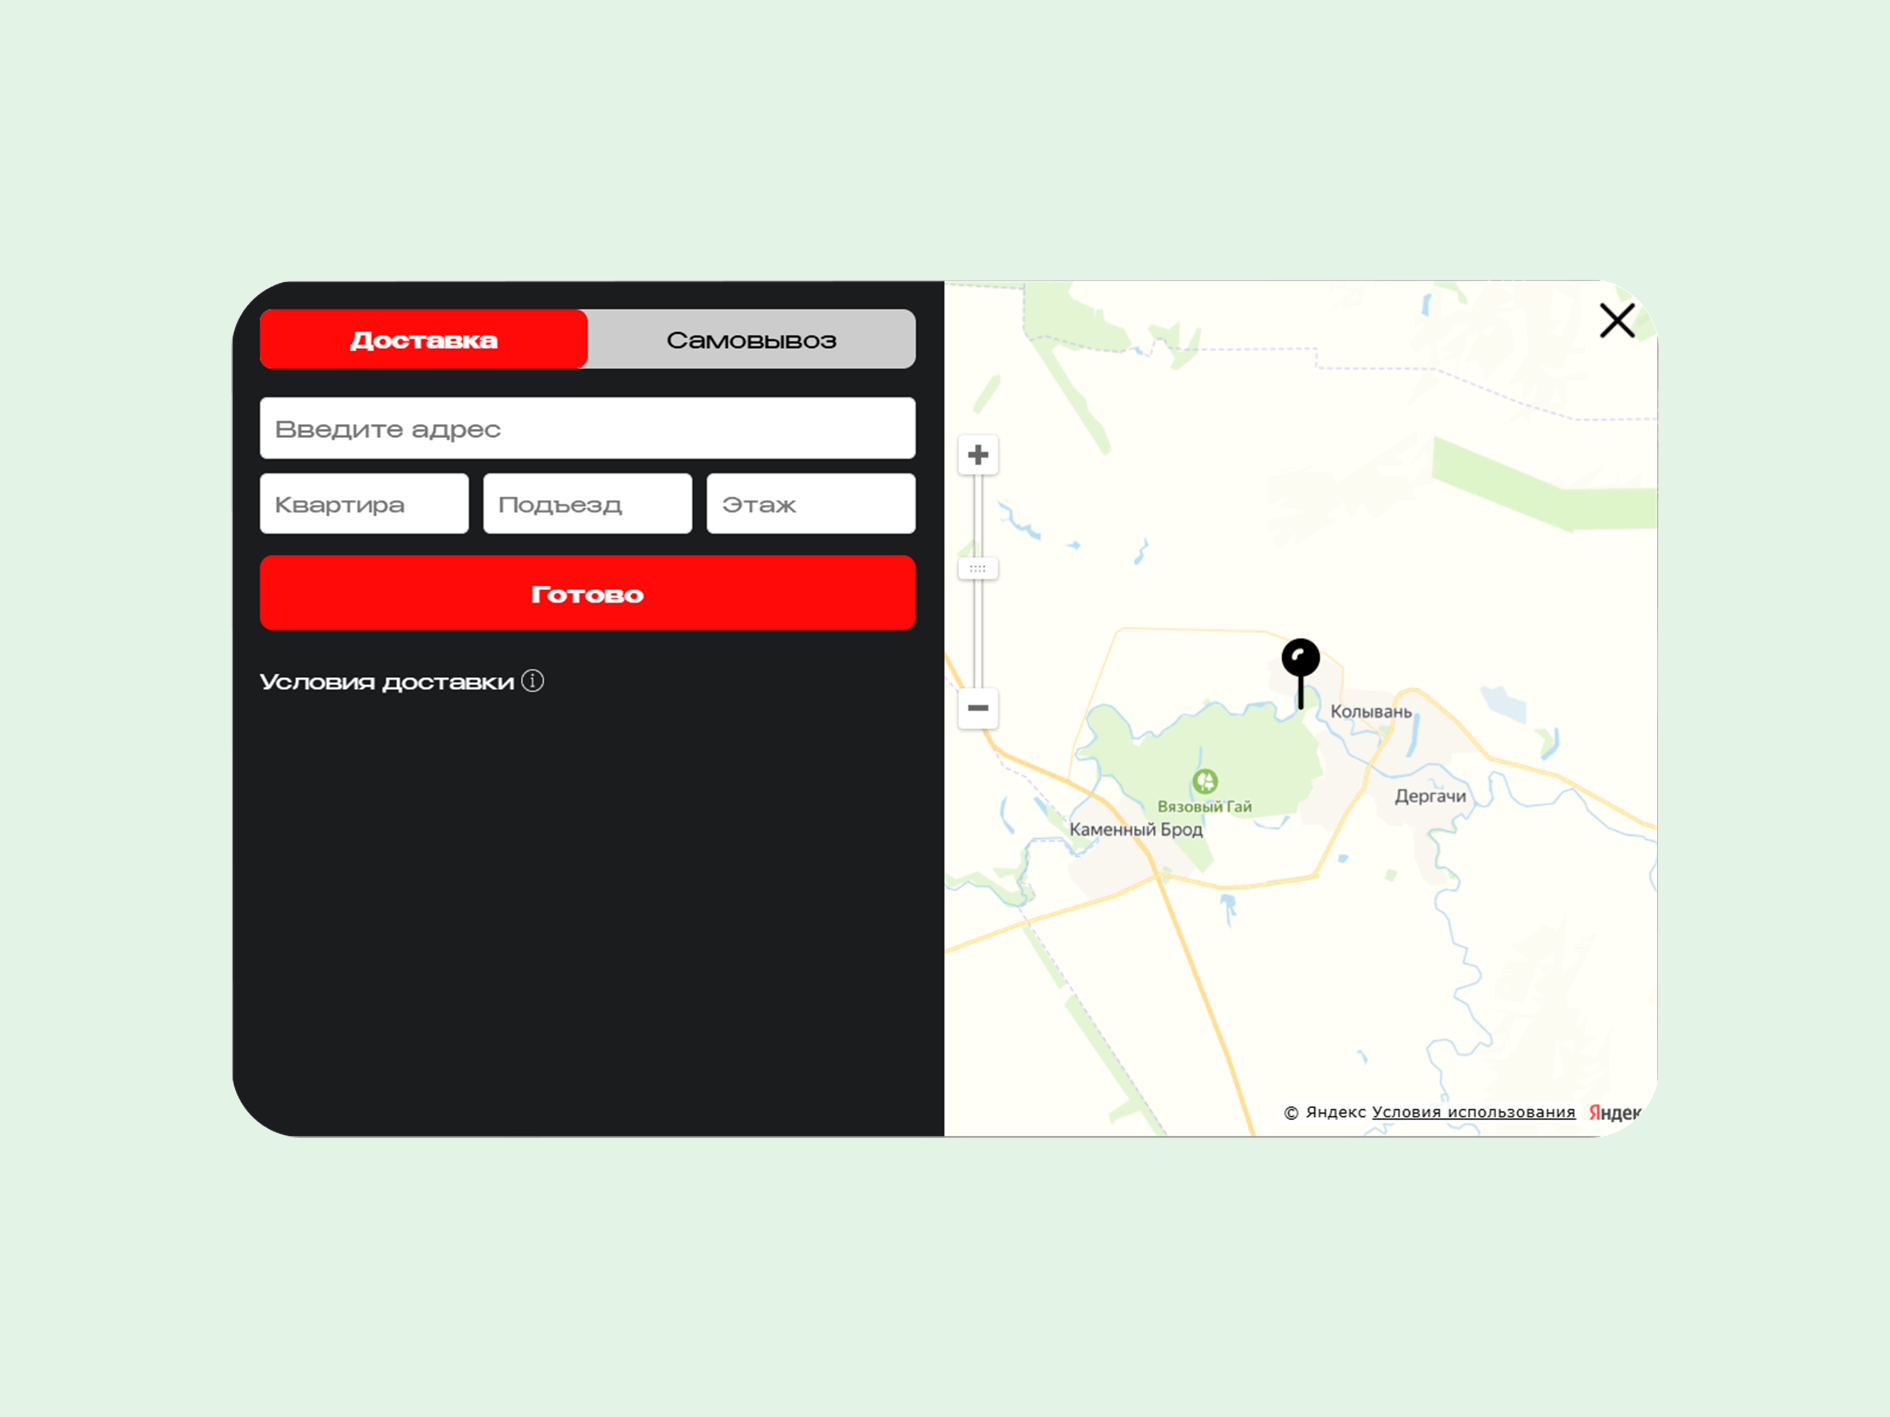 Доставка
Самовывоз
Введите адрес
Квартира
Подъезд
Этаж
Готово
Условия доставки
Колывань
Дергачи
Вязовый Гай
Каменный Брод
© Яндекс Условия использования
Яндек